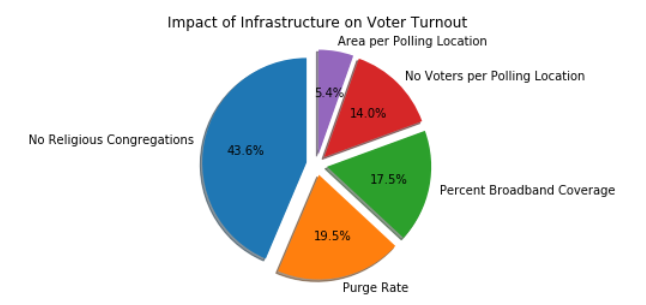 Impact of Infrastructure on Voter Turnout
Area per Polling Location
5.4%
No Voters per Polling Location
14.0%
No Religious Congregations
43.6%
17.5%
Percent Broadband Coverage
19.5%
Purge Rate